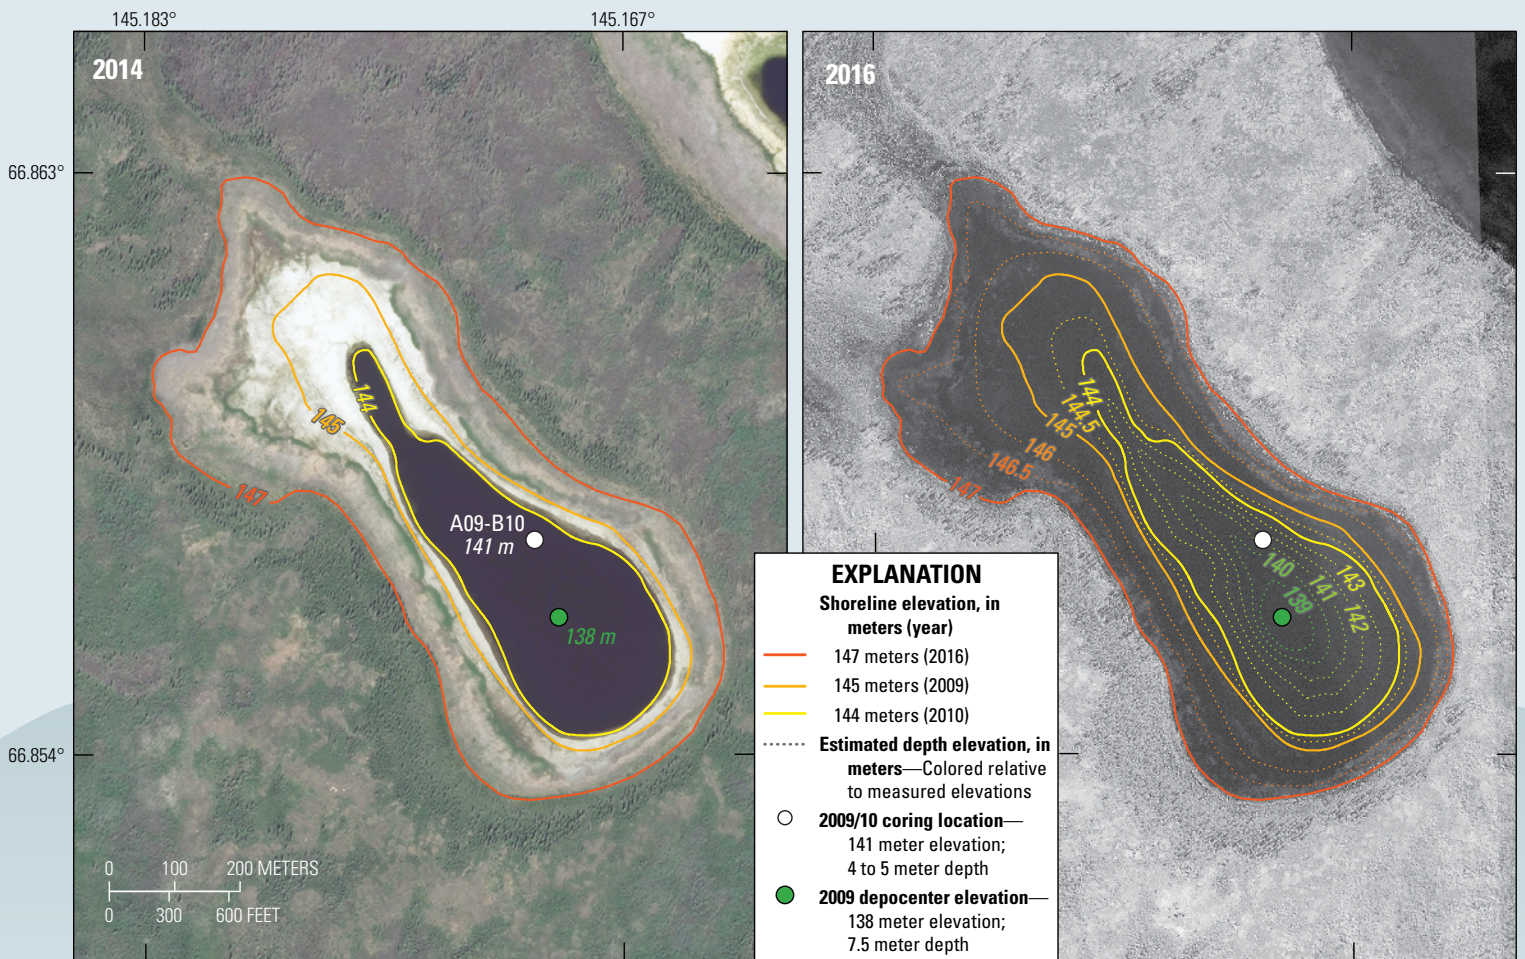 145.183°
145.167°
2014
2016
66.863°
66.854°
145
144
147
A09-B10
141 m
138 m
0 100 200 METERS
0 300 600 FEET
144
144.5
145
146
146.5
147
140
141
143
139
142
EXPLANATION
Shoreline elevation, in
meters (year)
147 meters (2016)
145 meters (2009)
144 meters (2010)
Estimated depth elevation, in
meters—Colored relative
to measured elevations
2009/10 coring location—
141 meter elevation;
4 to 5 meter depth
2009 depocenter elevation—
138 meter elevation;
7.5 meter depth